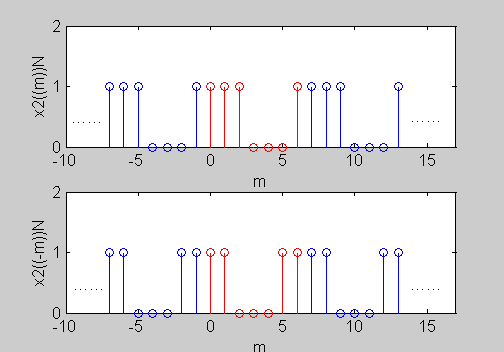 x2((m))N
2
1
0
......
......
-10 -5 0 5 10 15
m
x2((-m))N
2
1
0
......
......
-10 -5 0 5 10 15
m